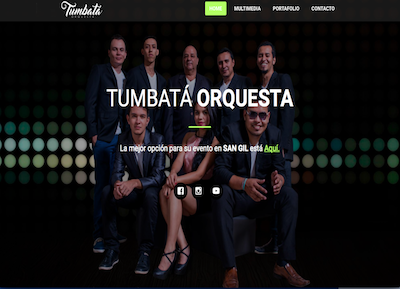 Tumbatá
ORQUESTA
HOME
MULTIMEDIA
PORTAFOLIO
CONTACTO
TUMBATÁ ORQUESTA
La mejor opción para su evento en SAN GIL está Aquí.